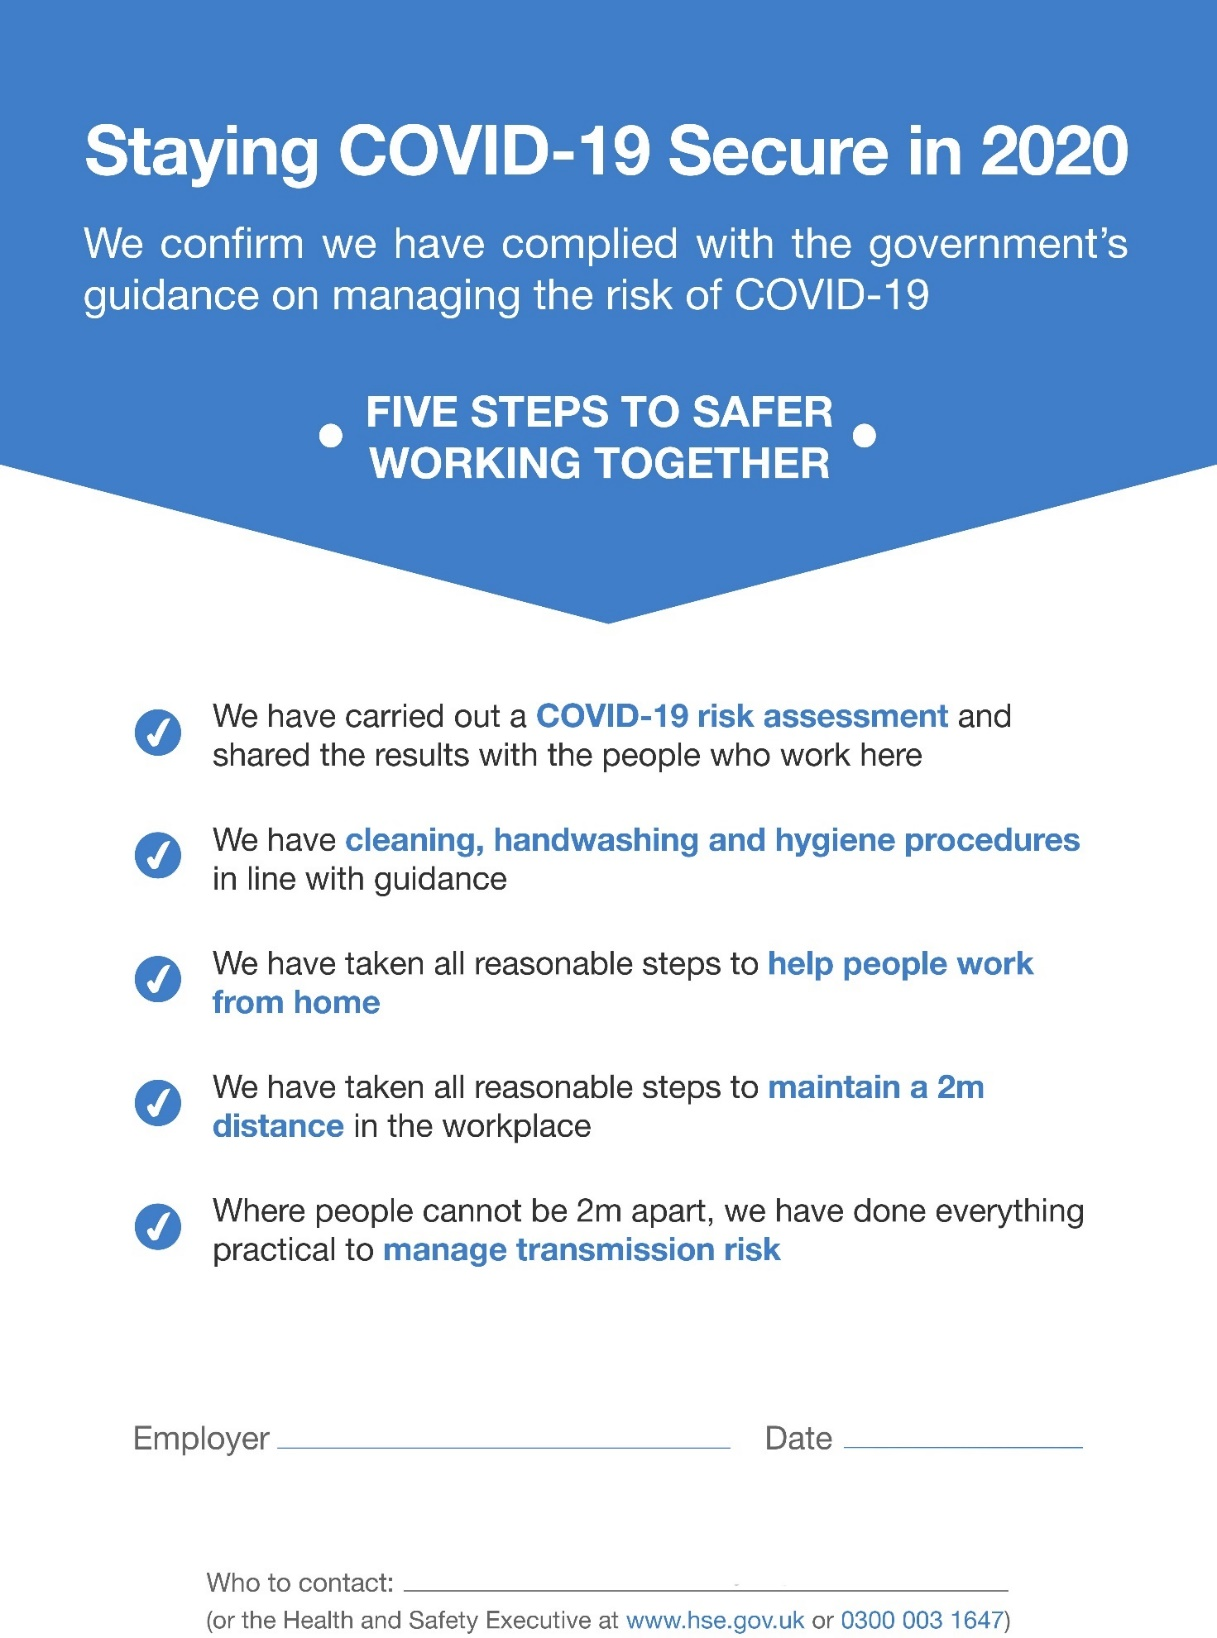 Staying COVID-19 Secure in 2020
We confirm we have complied with the government's
guidance on managing the risk of COVID-19
FIVE STEPS TO SAFER
WORKING TOGETHER
We have carried out a COVID-19 risk assessment and
shared the results with the people who work here
We have cleaning, handwashing and hygiene procedures
in line with guidance
We have taken all reasonable steps to help people work
from home
We have taken all reasonable steps to maintain a 2m
distance in the workplace
Where people cannot be 2m apart, we have done everything
practical to manage transmission risk
Employer Date
Who to contact:
(or the Health and Safety Executive at www.hse.gov.uk or 0300 003 1647)